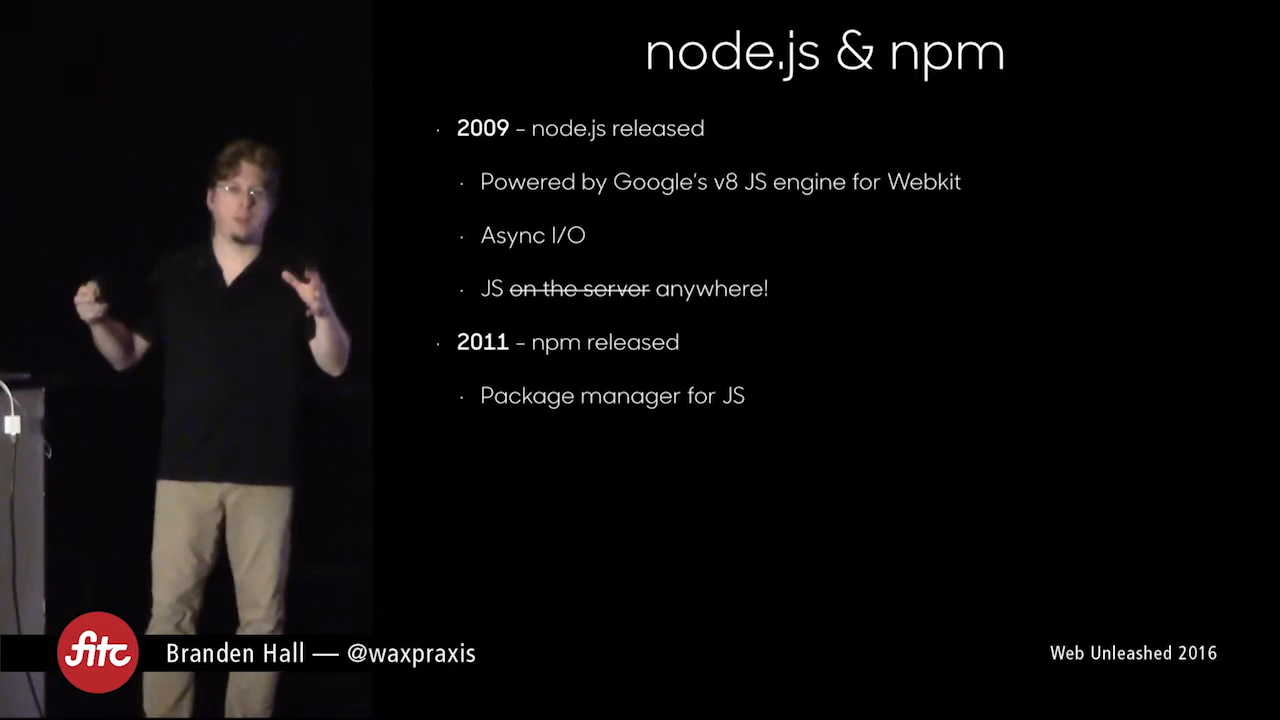 node.js & npm
· 2009 - node.js released
· Powered by Google's v8 JS engine for Webkit
· Async I/O
· JS on the server anywhere!
· 2011 - npm released
· Package manager for JS
fitc
Branden Hall — @waxpraxis
Web Unleashed 2016